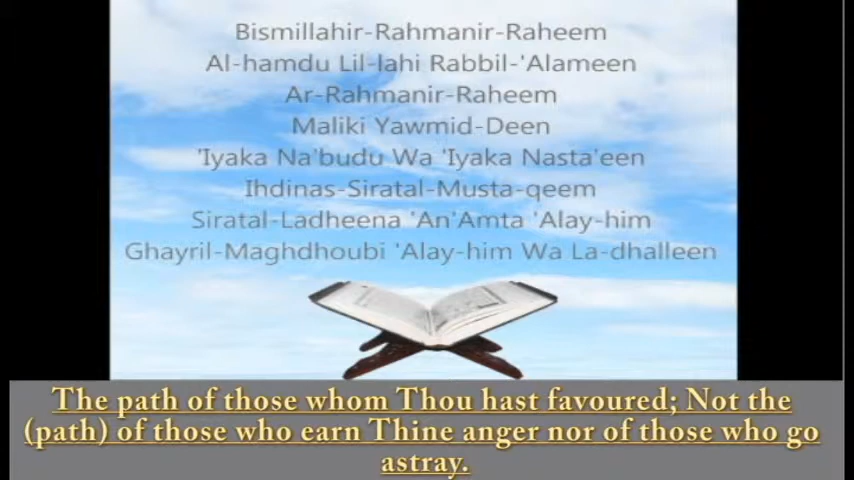 Bismillahir-Rahmanir-Raheem
Al-hamdu Lil-lahi Rabbil-'Alameen
Ar-Rahmanir-Raheem
Maliki Yawmid-Deen
'Iyaka Na'budu Wa 'Iyaka Nasta'een
Ihdinas-Siratal-Musta-qeem
Siratal-Ladheena 'An'Amta 'Alay-him
Ghayril-Maghdhoubi 'Alay-him Wa La-dhalleen
The path of those whom Thou hast favoured; Not the
(path) of those who earn Thine anger nor of those who go
astray.